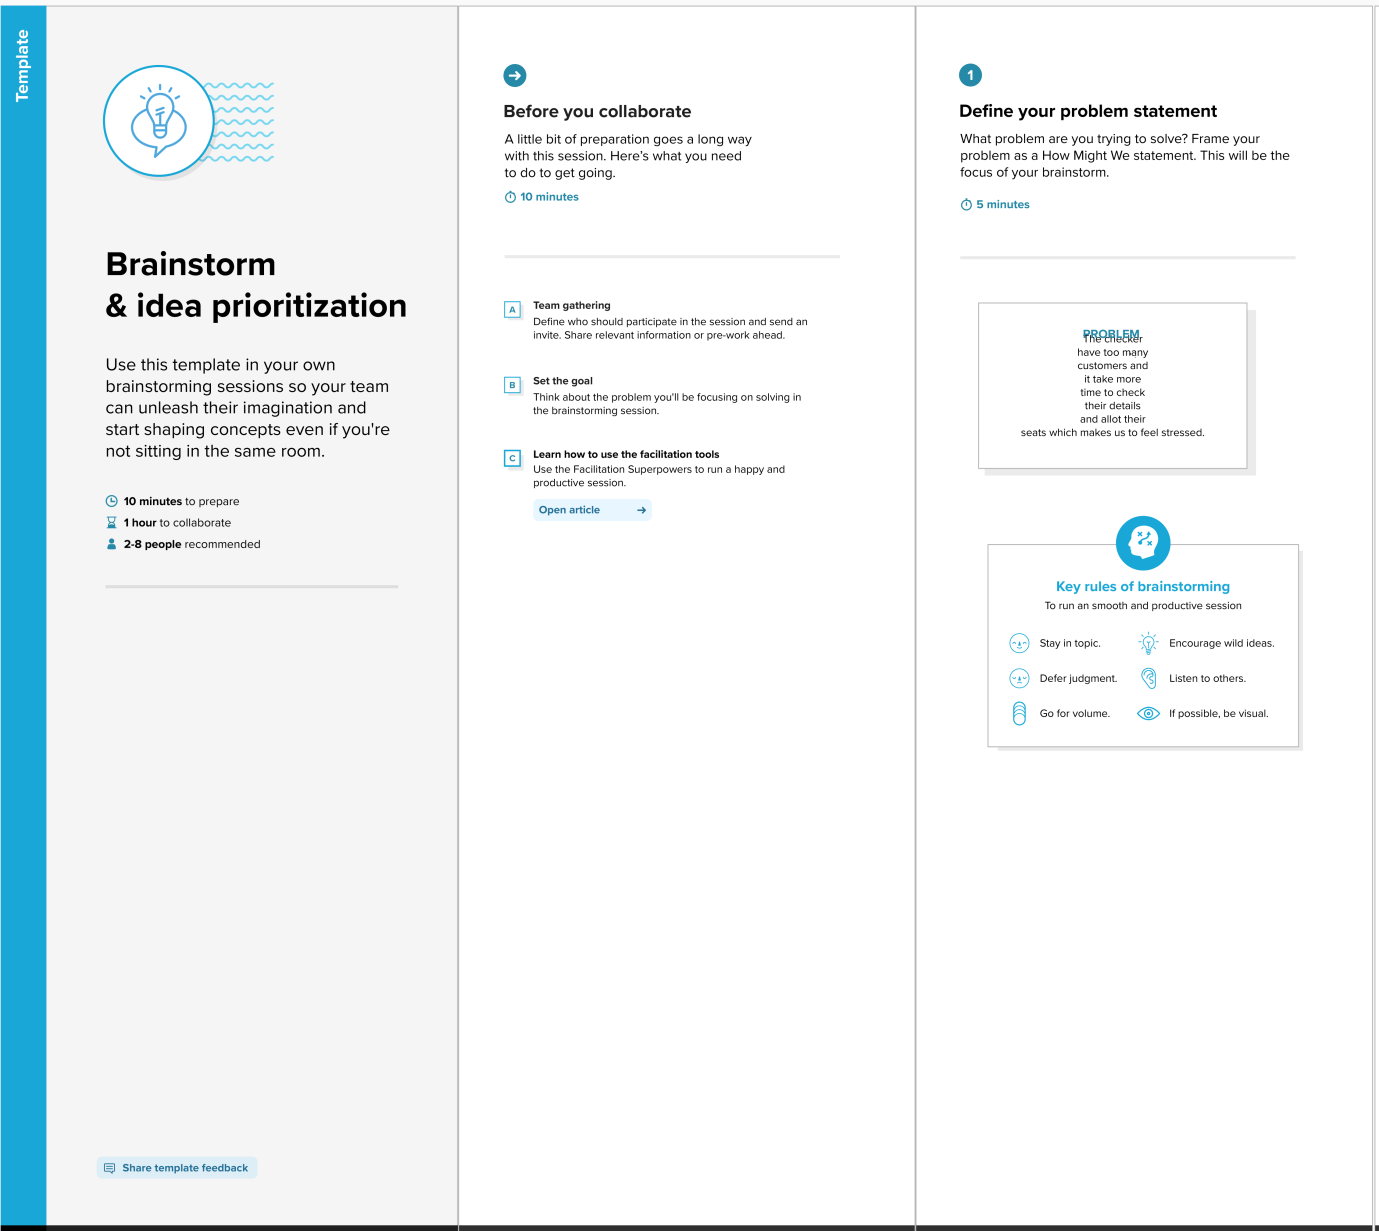 Template
Brainstorm
& idea prioritization
Use this template in your own
brainstorming sessions so your team
can unleash their imagination and
start shaping concepts even if you're
not sitting in the same room.
10 minutes to prepare
1 hour to collaborate
2-8 people recommended
Share template feedback
Before you collaborate
A little bit of preparation goes a long way
with this session. Here's what you need
to do to get going.
10 minutes
A
Team gathering
Define who should participate in the session and send an
invite. Share relevant information or pre-work ahead.
B
Set the goal
Think about the problem you'll be focusing on solving in
the brainstorming session.
C
Learn how to use the facilitation tools
Use the Facilitation Superpowers to run a happy and
productive session.
Open article
1
Define your problem statement
What problem are you trying to solve? Frame your
problem as a How Might We statement. This will be the
focus of your brainstorm.
5 minutes
PROBLEM
The checker
have too many
customers and
it take more
time to check
their details
and allot their
seats which makes us to feel stressed.
Key rules of brainstorming
To run an smooth and productive session
Stay in topic.
Encourage wild ideas.
Defer judgment.
Listen to others.
Go for volume.
If possible, be visual.